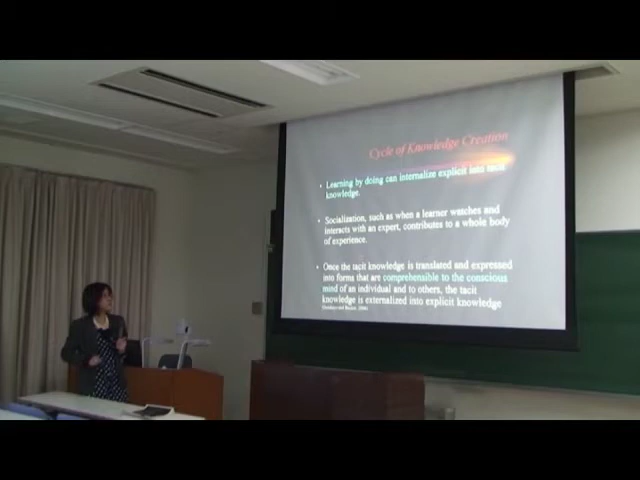 Cycle of Knowledge Creation
• Learning by doing can internalize explicit into tacit
knowledge.
• Socialization, such as when a learner watches and
interacts with an expert, contributes to a whole body
of experience.
• Once the tacit knowledge is translated and expressed
into forms that are comprehensible to the conscious
mind of an individual and to others, the tacit
knowledge is externalized into explicit knowledge